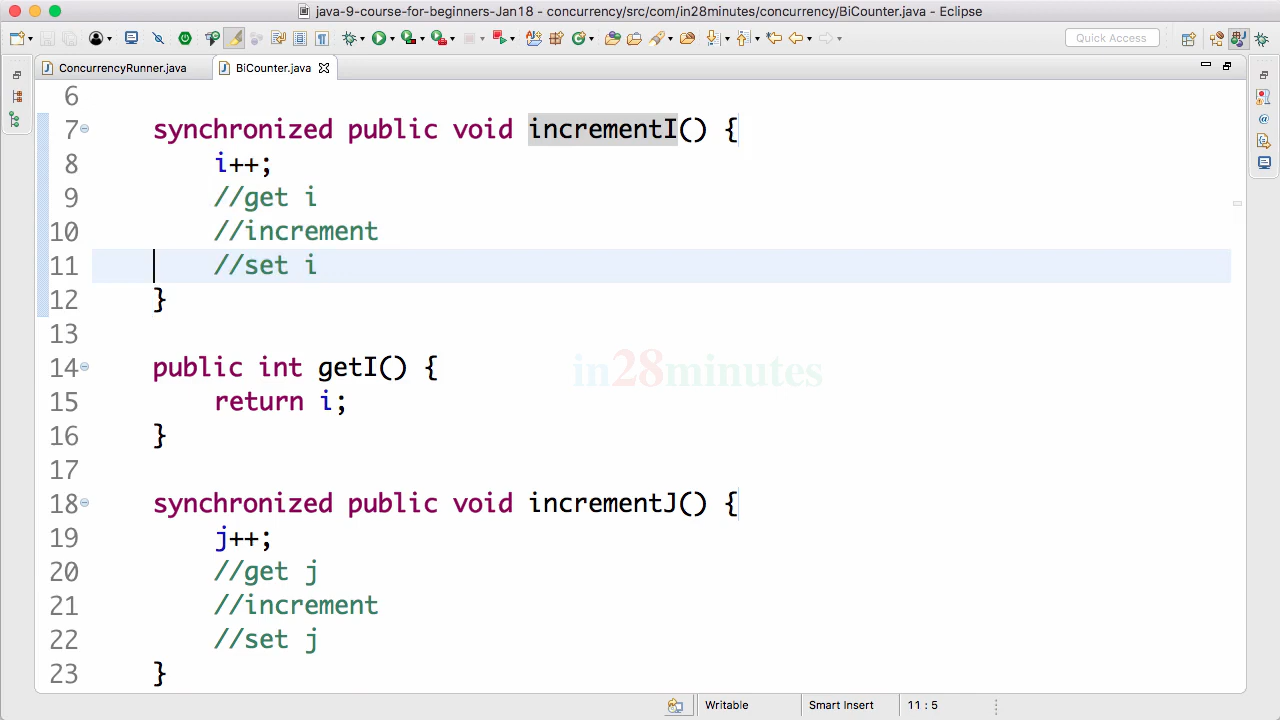 java-9-course-for-beginners-Jan18 - concurrency/src/com/in28minutes/concurrency/BiCounter.java - Eclipse
Quick Access
ConcurrencyRunner.java
BiCounter.java
6
7 synchronized public void incrementI() {
8 i++;
9 //get i
10 //increment
11 //set i
12 }
13
14 public int getI() {
15 return i;
16 }
17
18 synchronized public void incrementJ() {
19 j++;
20 //get j
21 //increment
22 //set j
23 }
in28minutes
Writable
Smart Insert
11 : 5